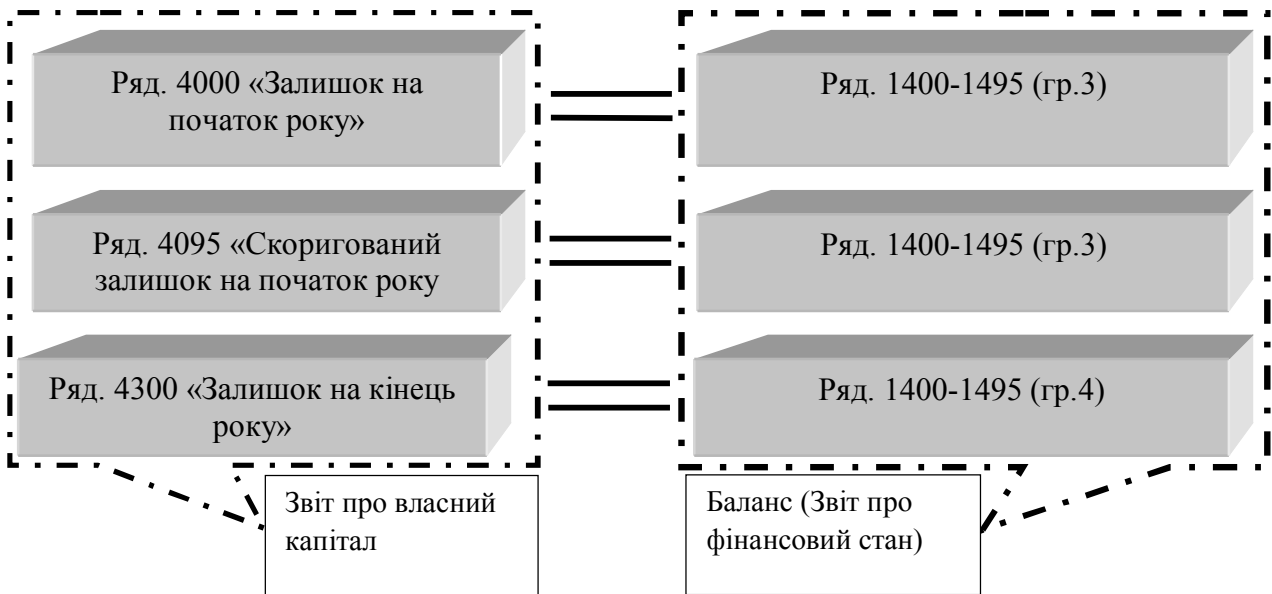 Ряд. 4000 «Залишок на
початок року»
Ряд. 1400-1495 (гр.3)
Ряд. 4095 «Скоригований
залишок на початок року
Ряд. 1400-1495 (гр.3)
Ряд. 4300 «Залишок на кінець
року»
Ряд. 1400-1495 (гр.4)
Звіт про власний
капітал
Баланс (Звіт про
фінансовий стан)